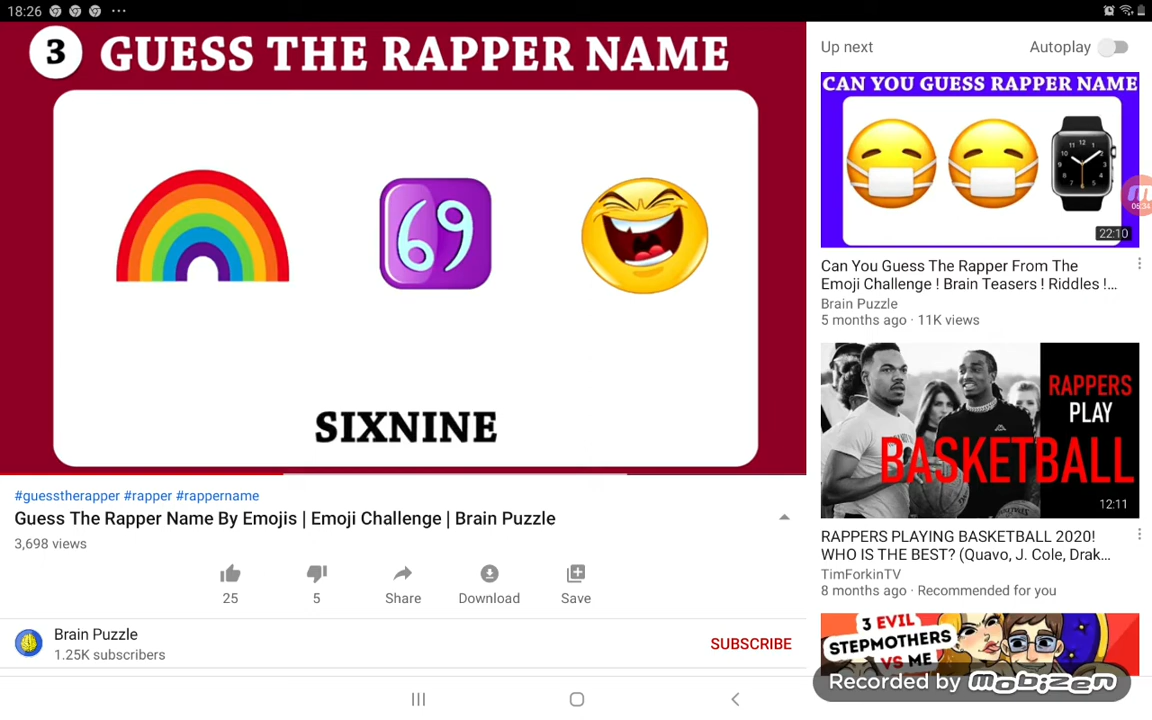 18:26
3 GUESS THE RAPPER NAME
69
SIXNINE
#guesstherapper #rapper #rappername
Guess The Rapper Name By Emojis | Emoji Challenge | Brain Puzzle
3,698 views
25
5
Share
Download
Save
Brain Puzzle
1.25K subscribers
SUBSCRIBE
Up next
Autoplay
CAN YOU GUESS RAPPER NAME
22:10
05:34
Can You Guess The Rapper From The
Emoji Challenge ! Brain Teasers ! Riddles !...
Brain Puzzle
5 months ago · 11K views
RAPPERS
PLAY
BASKETBALL
12:11
RAPPERS PLAYING BASKETBALL 2020!
WHO IS THE BEST? (Quavo, J. Cole, Drak...
TimForkinTV
8 months ago · Recommended for you
3 EVIL
STEPMOTHERS
VS ME
Recorded by mobizen